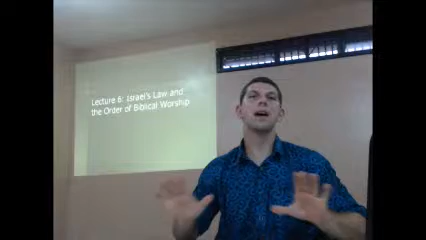 Lecture 6: Israel's Law and
the Order of Biblical Worship